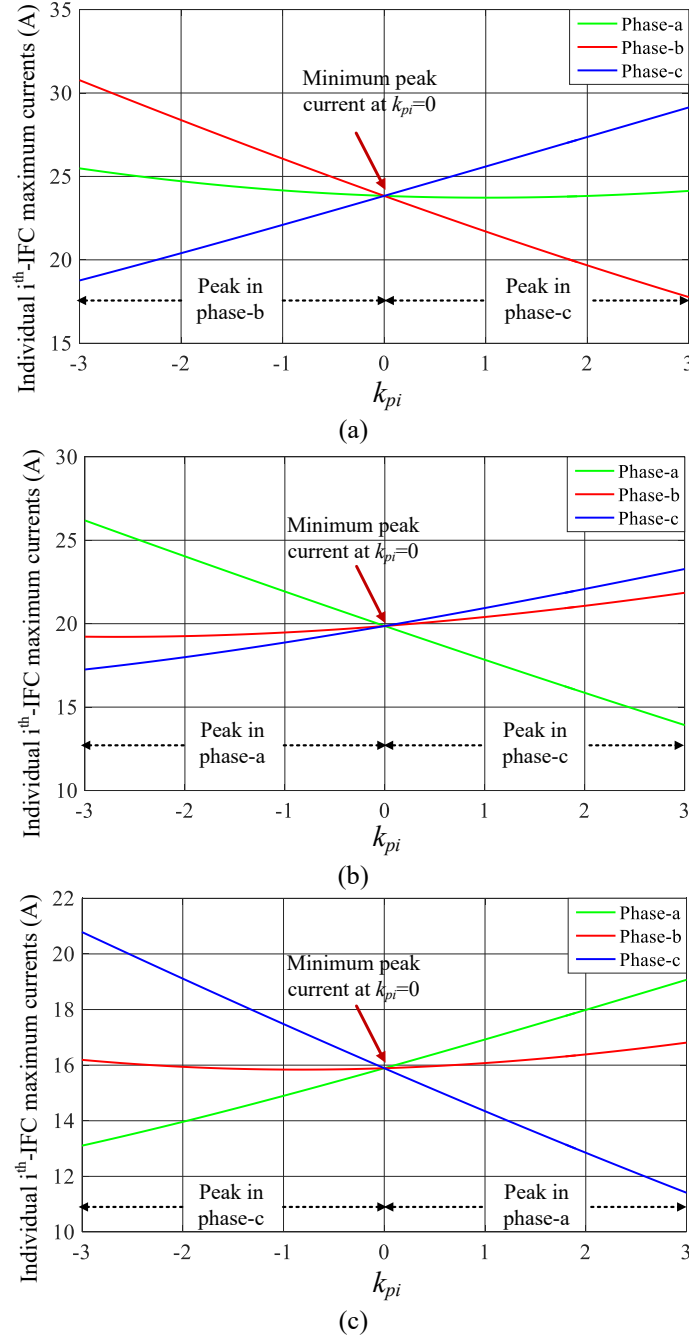 Individual iᵗʰ-IFC maximum currents (A)
35
30
25
20
15
Phase-a
Phase-b
Phase-c
Minimum peak
current at kpi=0
Peak in
phase-b
Peak in
phase-c
-3 -2 -1 0 1 2 3
kpi
(a)
Individual iᵗʰ-IFC maximum currents (A)
30
25
20
15
10
Phase-a
Phase-b
Phase-c
Minimum peak
current at kpi=0
Peak in
phase-a
Peak in
phase-c
-3 -2 -1 0 1 2 3
kpi
(b)
Individual iᵗʰ-IFC maximum currents (A)
22
20
18
16
14
12
10
Phase-a
Phase-b
Phase-c
Minimum peak
current at kpi=0
Peak in
phase-c
Peak in
phase-a
-3 -2 -1 0 1 2 3
kpi
(c)